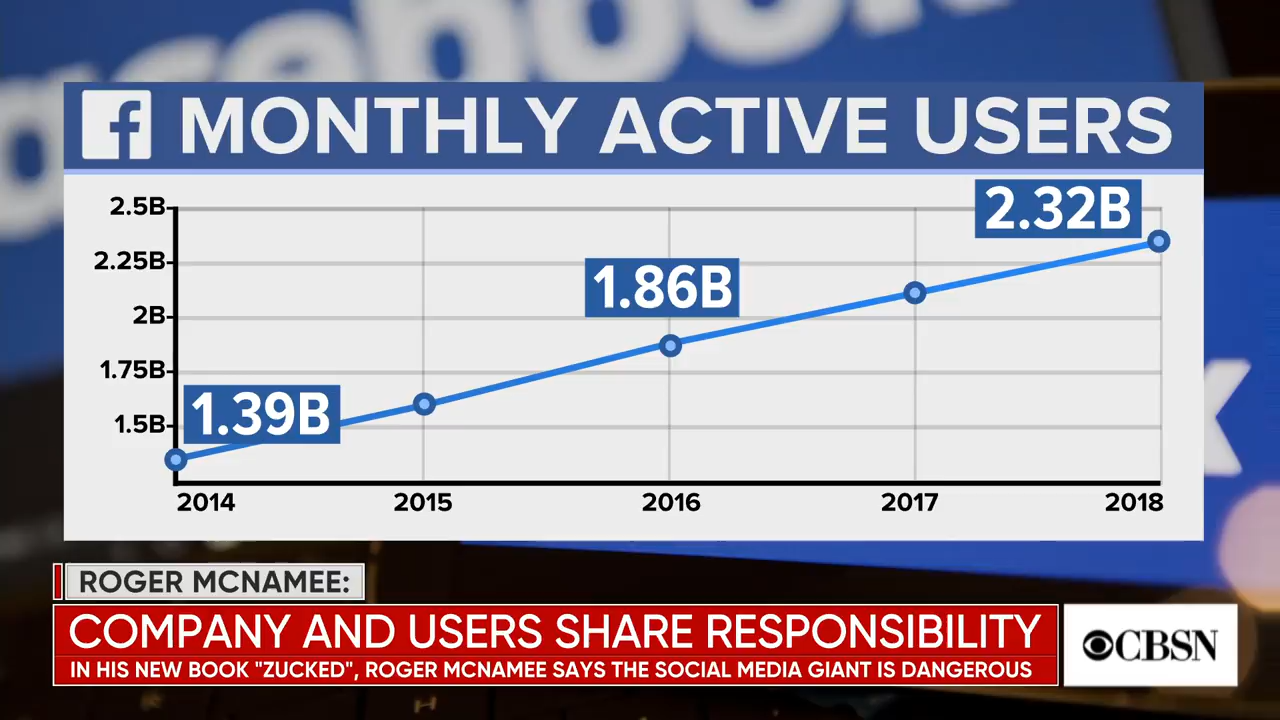 acebook
f MONTHLY ACTIVE USERS
2.5B
2.32B
2.25B
1.86B
2B
1.75B
1.39B
1.5B
2014 2015 2016 2017 2018
ROGER MCNAMEE:
COMPANY AND USERS SHARE RESPONSIBILITY
IN HIS NEW BOOK "ZUCKED", ROGER MCNAMEE SAYS THE SOCIAL MEDIA GIANT IS DANGEROUS
CBSN
H